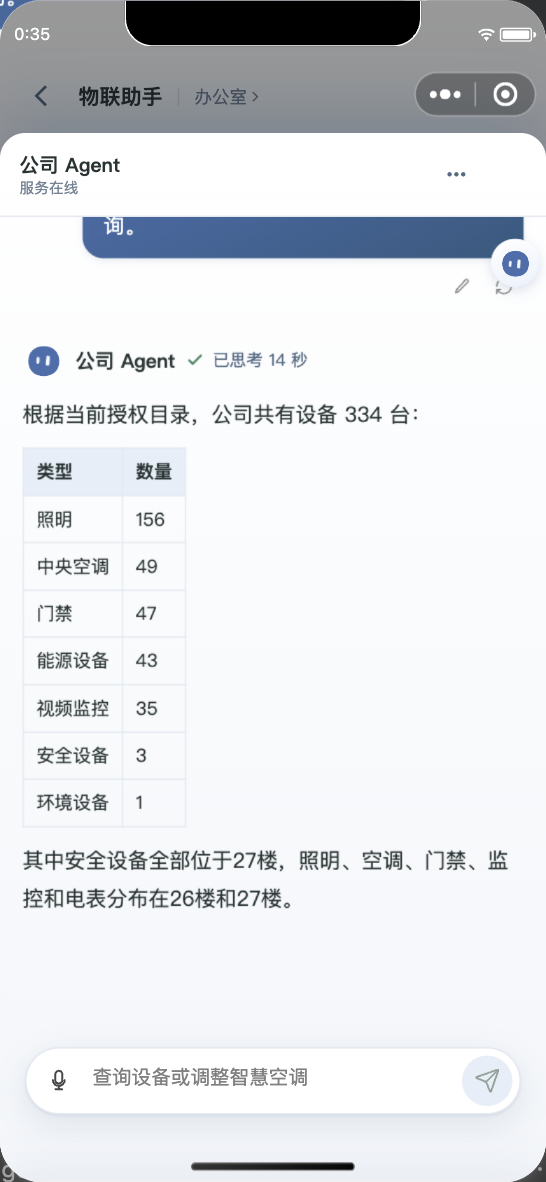 0:35
物联助手 办公室
公司 Agent
服务在线
询。
公司 Agent 已思考 14 秒
根据当前授权目录，公司共有设备 334 台：
类型 数量
照明 156
中央空调 49
门禁 47
能源设备 43
视频监控 35
安全设备 3
环境设备 1
其中安全设备全部位于27楼，照明、空调、门禁、监
控和电表分布在26楼和27楼。
查询设备或调整智慧空调